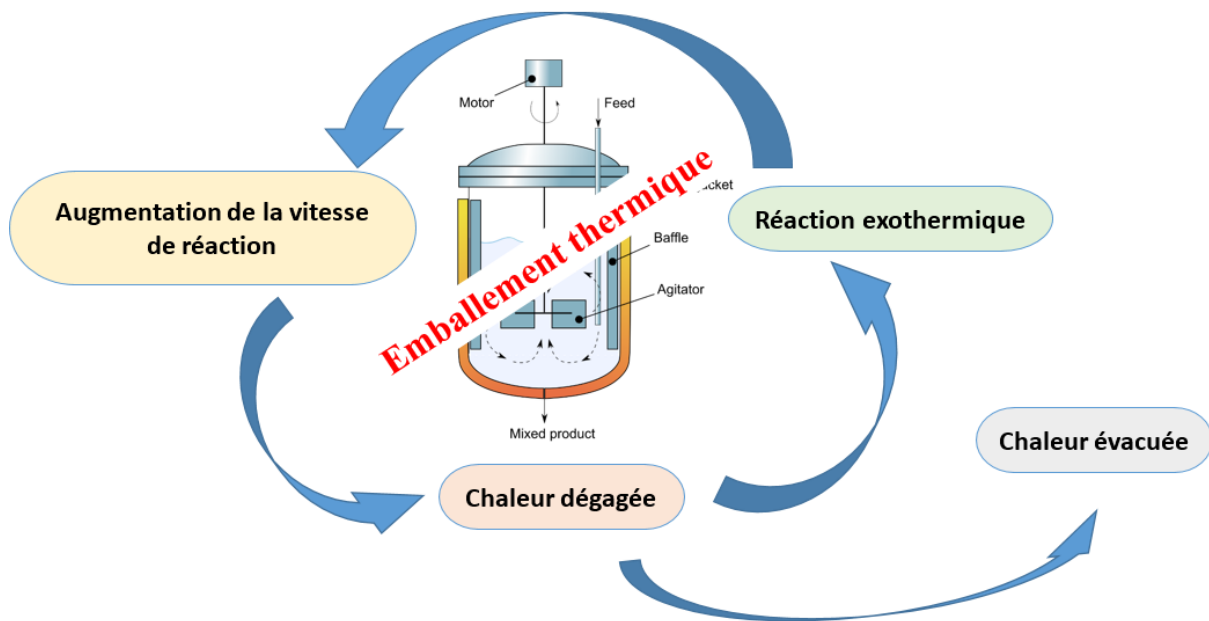 Motor
Feed
Emballement thermique
Augmentation de la vitesse
de réaction
Réaction exothermique
Baffle
Agitator
Mixed product
Chaleur évacuée
Chaleur dégagée